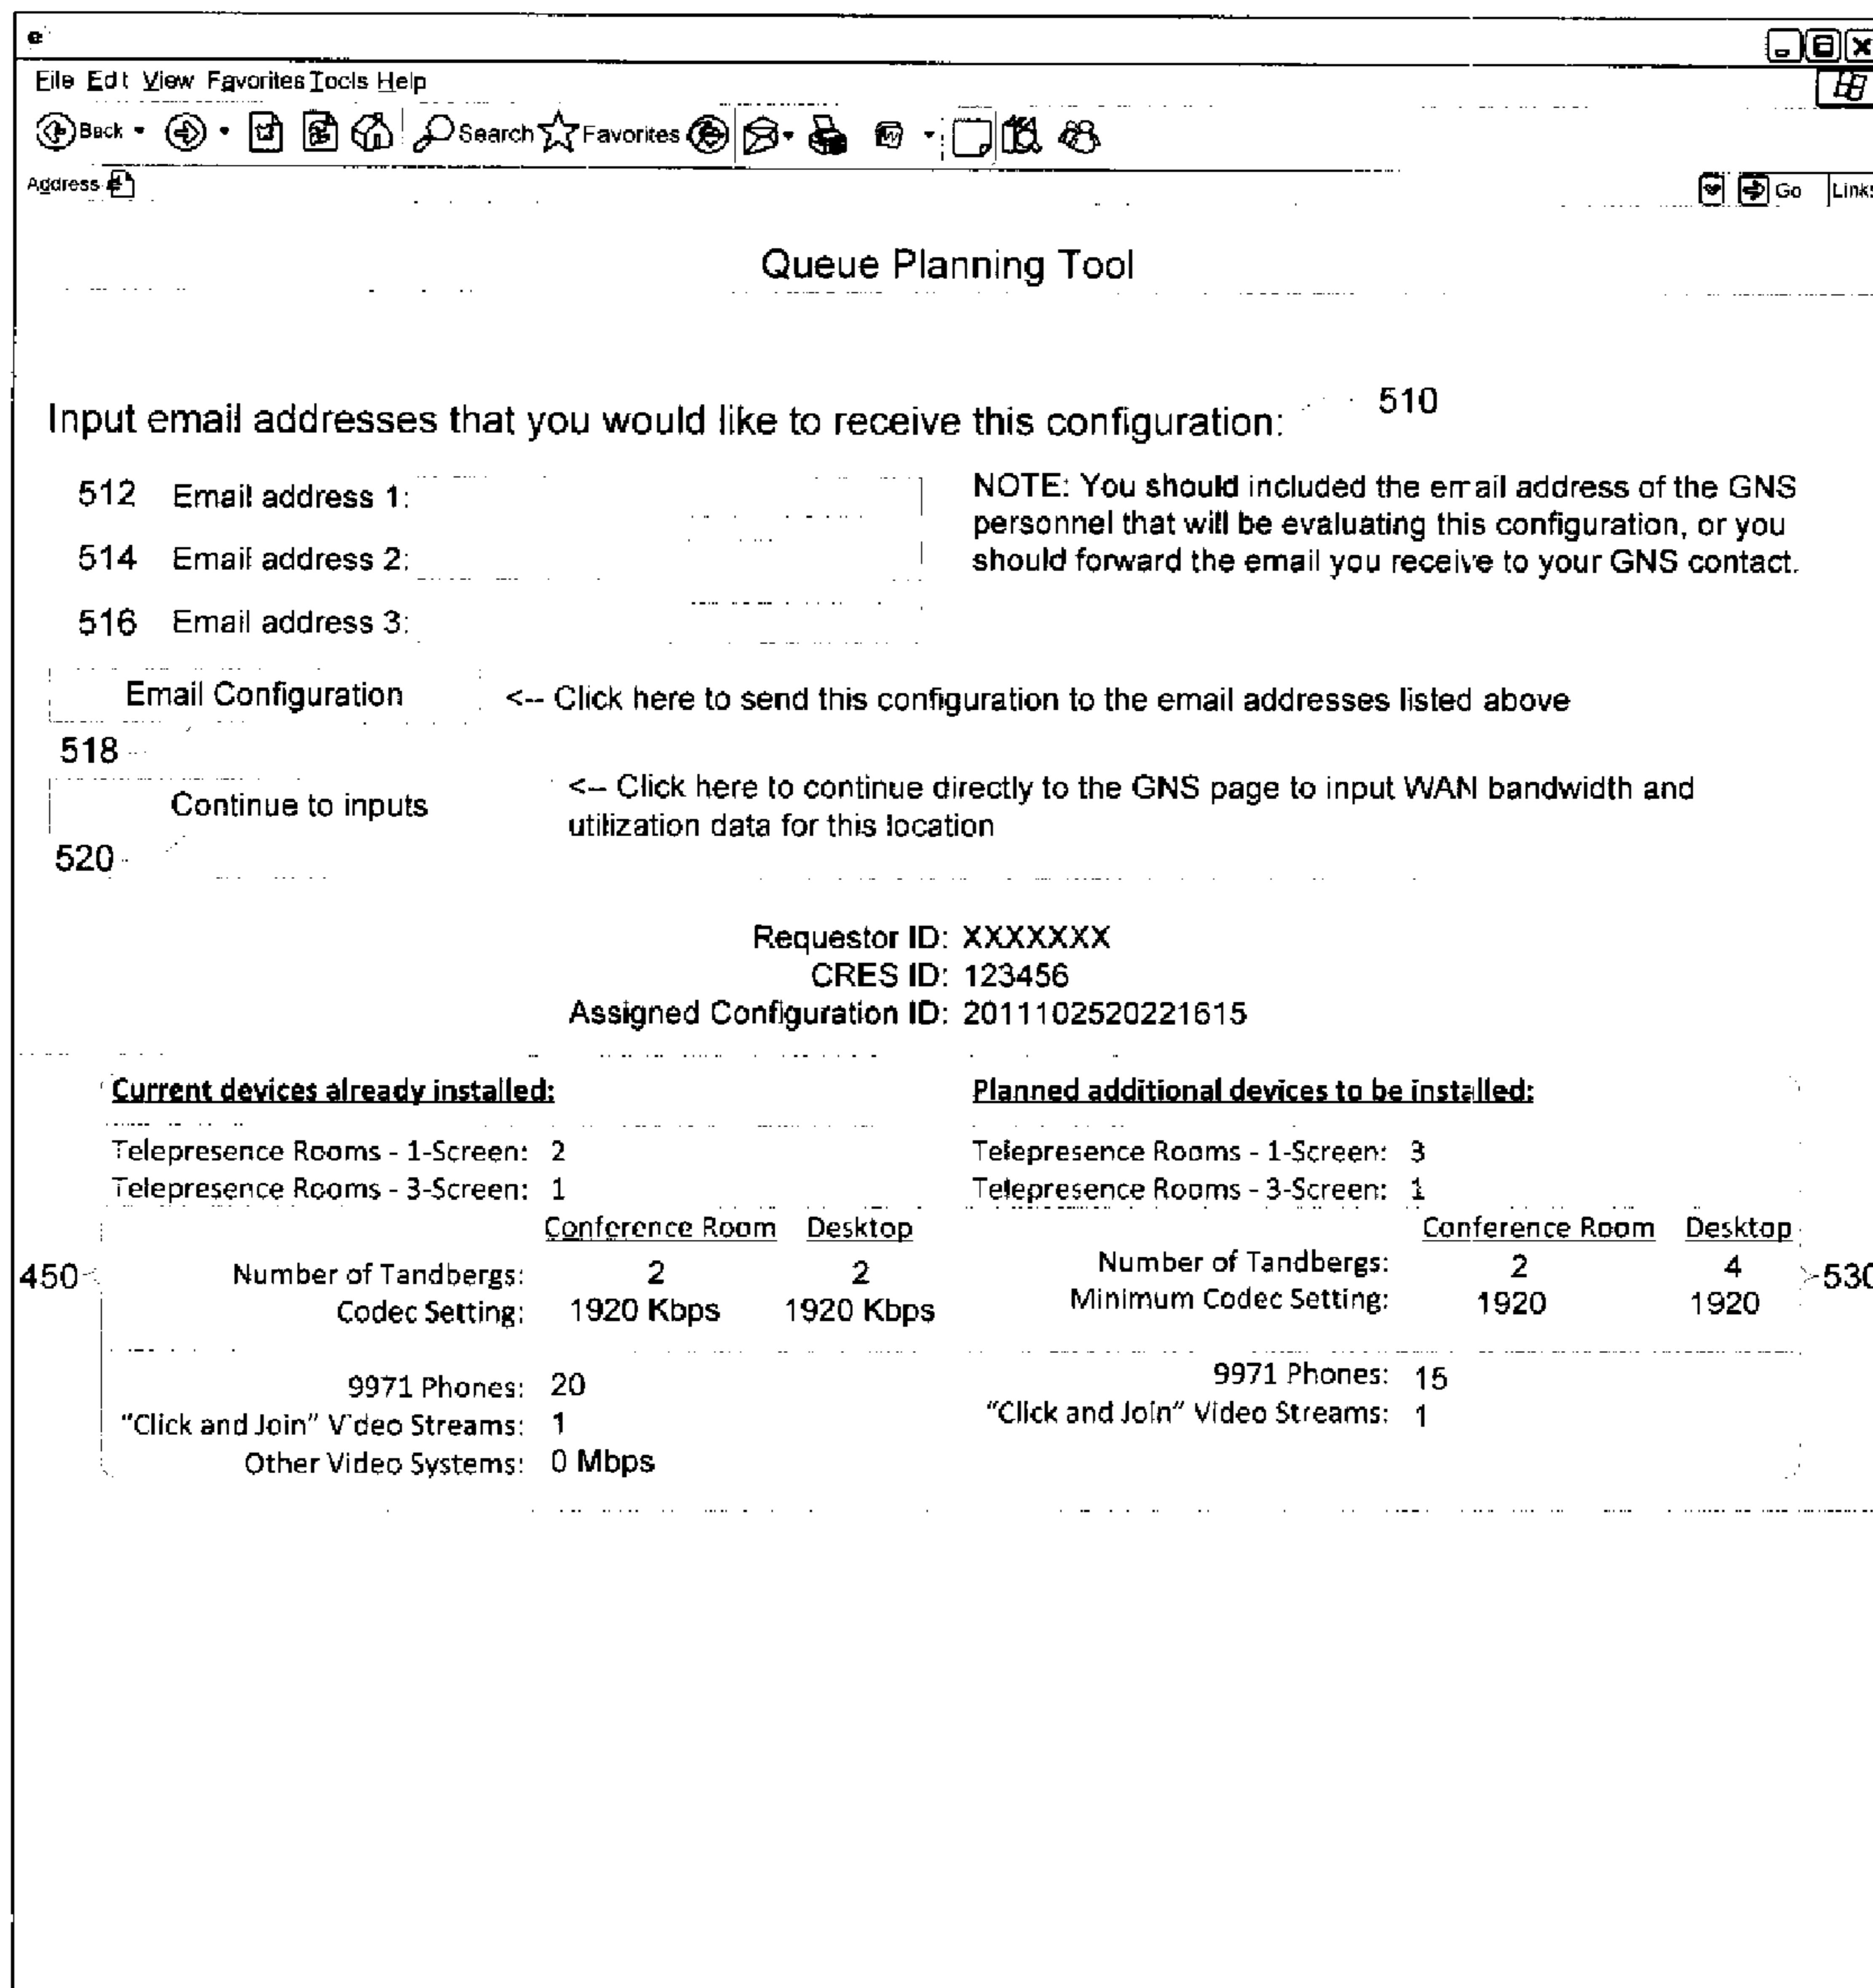 File Edit View Favorites Tools Help
Back Search Favorites
Address Go Links
Queue Planning Tool
Input email addresses that you would like to receive this configuration: 510
512 Email address 1:
514 Email address 2:
516 Email address 3:
NOTE: You should included the email address of the GNS
personnel that will be evaluating this configuration, or you
should forward the email you receive to your GNS contact.
Email Configuration <-- Click here to send this configuration to the email addresses listed above
518
Continue to inputs <-- Click here to continue directly to the GNS page to input WAN bandwidth and
utilization data for this location
520
Requestor ID: XXXXXXX
CRES ID: 123456
Assigned Configuration ID: 2011102520221615
Current devices already installed:
Telepresence Rooms - 1-Screen: 2
Telepresence Rooms - 3-Screen: 1
Conference Room Desktop
450 Number of Tandbergs: 2 2
Codec Setting: 1920 Kbps 1920 Kbps
9971 Phones: 20
"Click and Join" Video Streams: 1
Other Video Systems: 0 Mbps
Planned additional devices to be installed:
Telepresence Rooms - 1-Screen: 3
Telepresence Rooms - 3-Screen: 1
Conference Room Desktop
Number of Tandbergs: 2 4 530
Minimum Codec Setting: 1920 1920
9971 Phones: 15
"Click and Join" Video Streams: 1